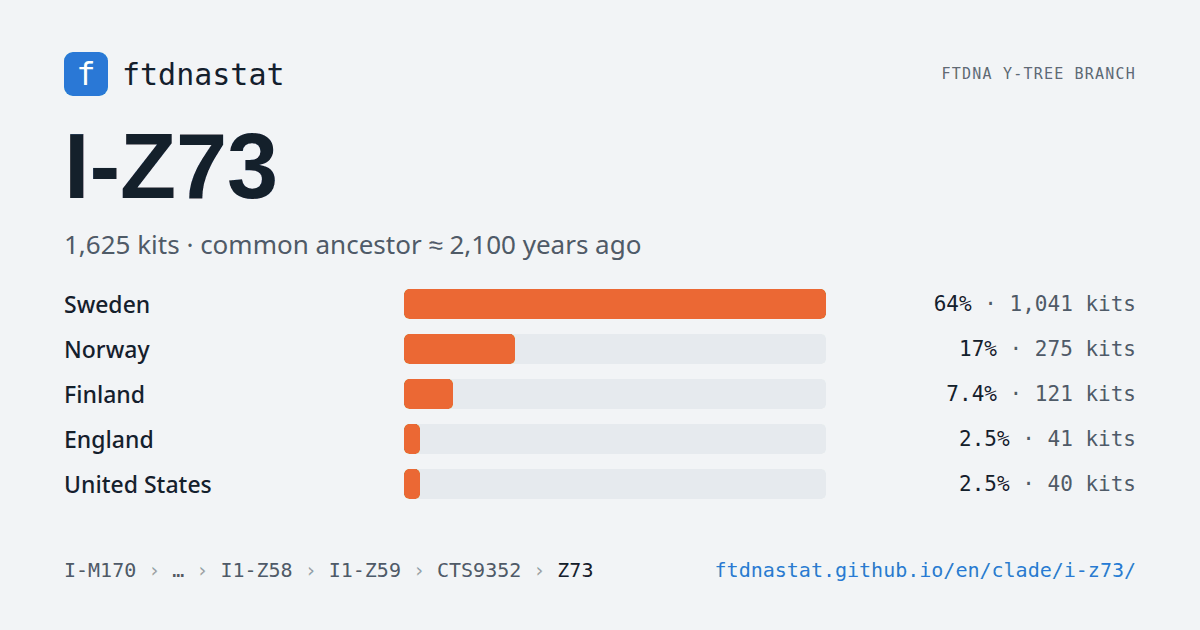 f ftdnastat
FTDNA Y-TREE BRANCH
I-Z73
1,625 kits · common ancestor ≈ 2,100 years ago
Sweden 64% · 1,041 kits
Norway 17% · 275 kits
Finland 7.4% · 121 kits
England 2.5% · 41 kits
United States 2.5% · 40 kits
I-M170 › … › I1-Z58 › I1-Z59 › CTS9352 › Z73
ftdnastat.github.io/en/clade/i-z73/